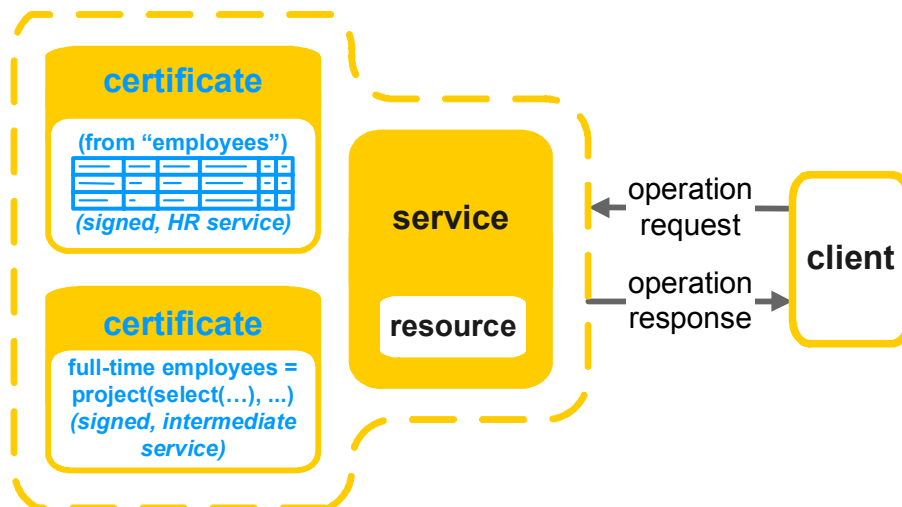 certificate
(from “employees”)
(signed, HR service)
certificate
full-time employees =
project(select(…), ...)
(signed, intermediate
service)
service
resource
operation
request
operation
response
client